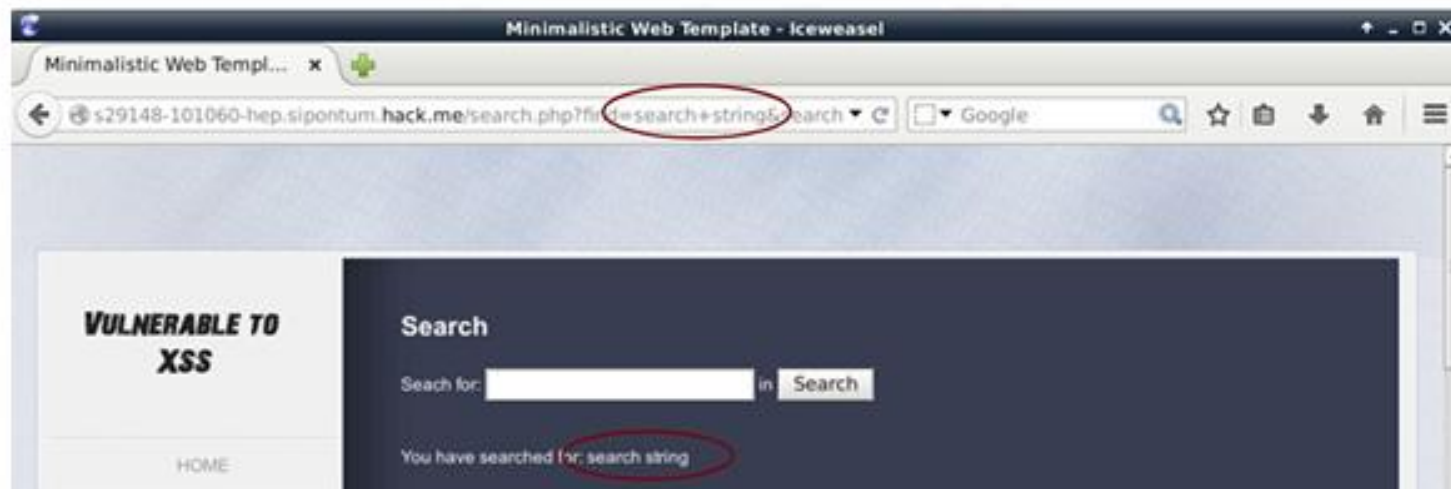 Minimalistic Web Template - Iceweasel
Minimalistic Web Templ...
s29148-101060-hep.sipontum.hack.me/search.php?find=search+string&search
Google
VULNERABLE TO
XSS
Search
Seach for:
in
Search
HOME
You have searched for: search string